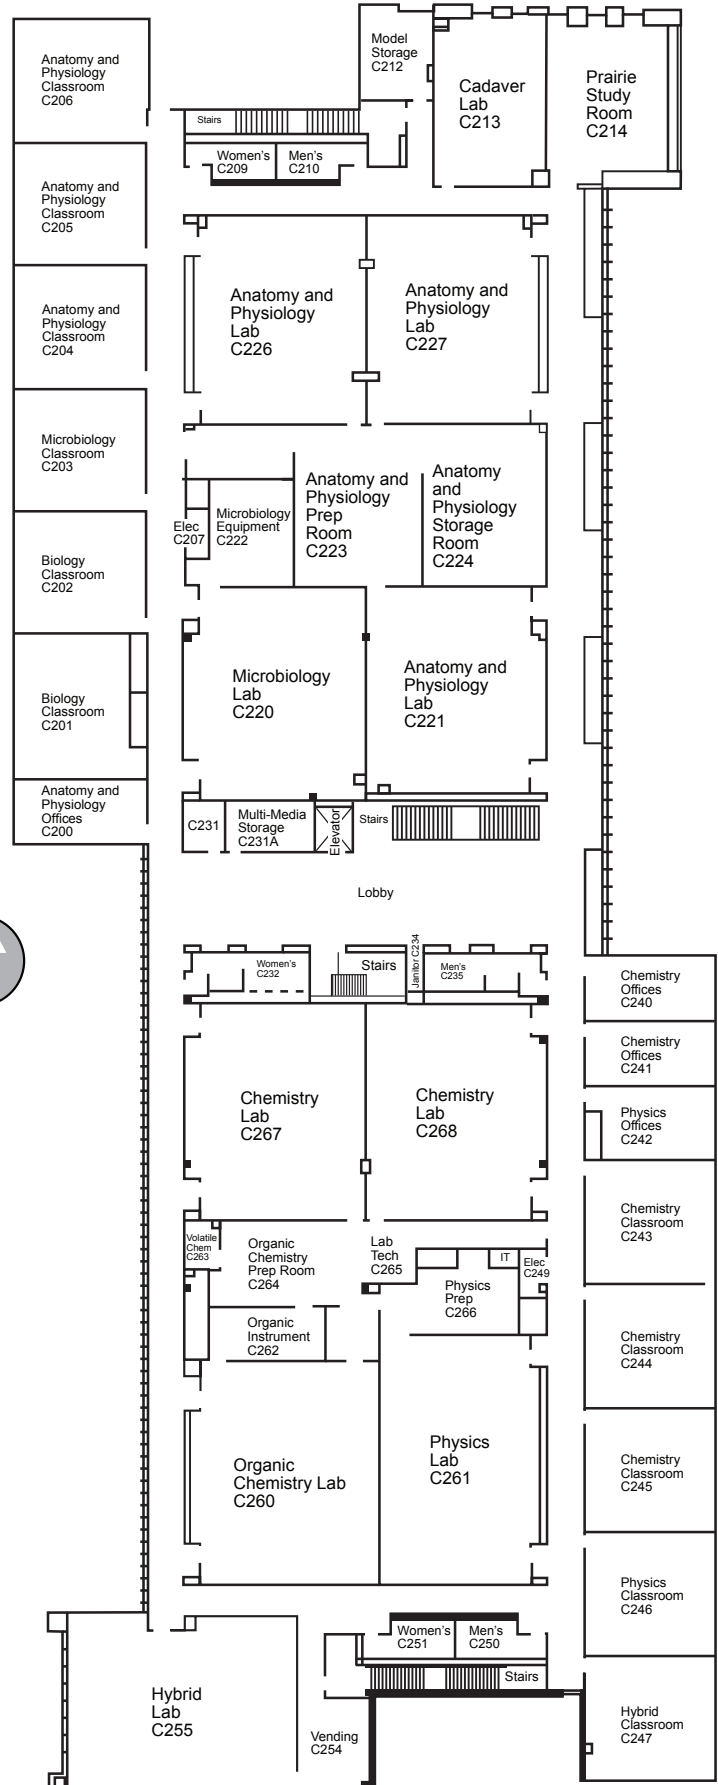 Model
Storage
C212
Cadaver
Lab
C213
Prairie
Study
Room
C214
Anatomy and
Physiology
Classroom
C206
Stairs
Women's
C209
Men's
C210
Anatomy and
Physiology
Classroom
C205
Anatomy and
Physiology
Lab
C226
Anatomy and
Physiology
Lab
C227
Anatomy and
Physiology
Classroom
C204
Microbiology
Classroom
C203
Anatomy and
Physiology
Prep
Room
C223
Anatomy
and
Physiology
Storage
Room
C224
Elec
C207
Microbiology
Equipment
C222
Biology
Classroom
C202
Microbiology
Lab
C220
Anatomy and
Physiology
Lab
C221
Biology
Classroom
C201
Anatomy and
Physiology
Offices
C200
C231
Multi-Media
Storage
C231A
Elevator
Stairs
Lobby
Women's
C232
Stairs
Janitor C234
Men's
C235
Chemistry
Offices
C240
Chemistry
Offices
C241
Chemistry
Lab
C267
Chemistry
Lab
C268
Physics
Offices
C242
Chemistry
Classroom
C243
Volatile
Chem
C263
Organic
Chemistry
Prep Room
C264
Lab
Tech
C265
IT
Elec
C249
Physics
Prep
C266
Organic
Instrument
C262
Chemistry
Classroom
C244
Organic
Chemistry Lab
C260
Physics
Lab
C261
Chemistry
Classroom
C245
Physics
Classroom
C246
Women's
C251
Men's
C250
Stairs
Hybrid
Lab
C255
Vending
C254
Hybrid
Classroom
C247